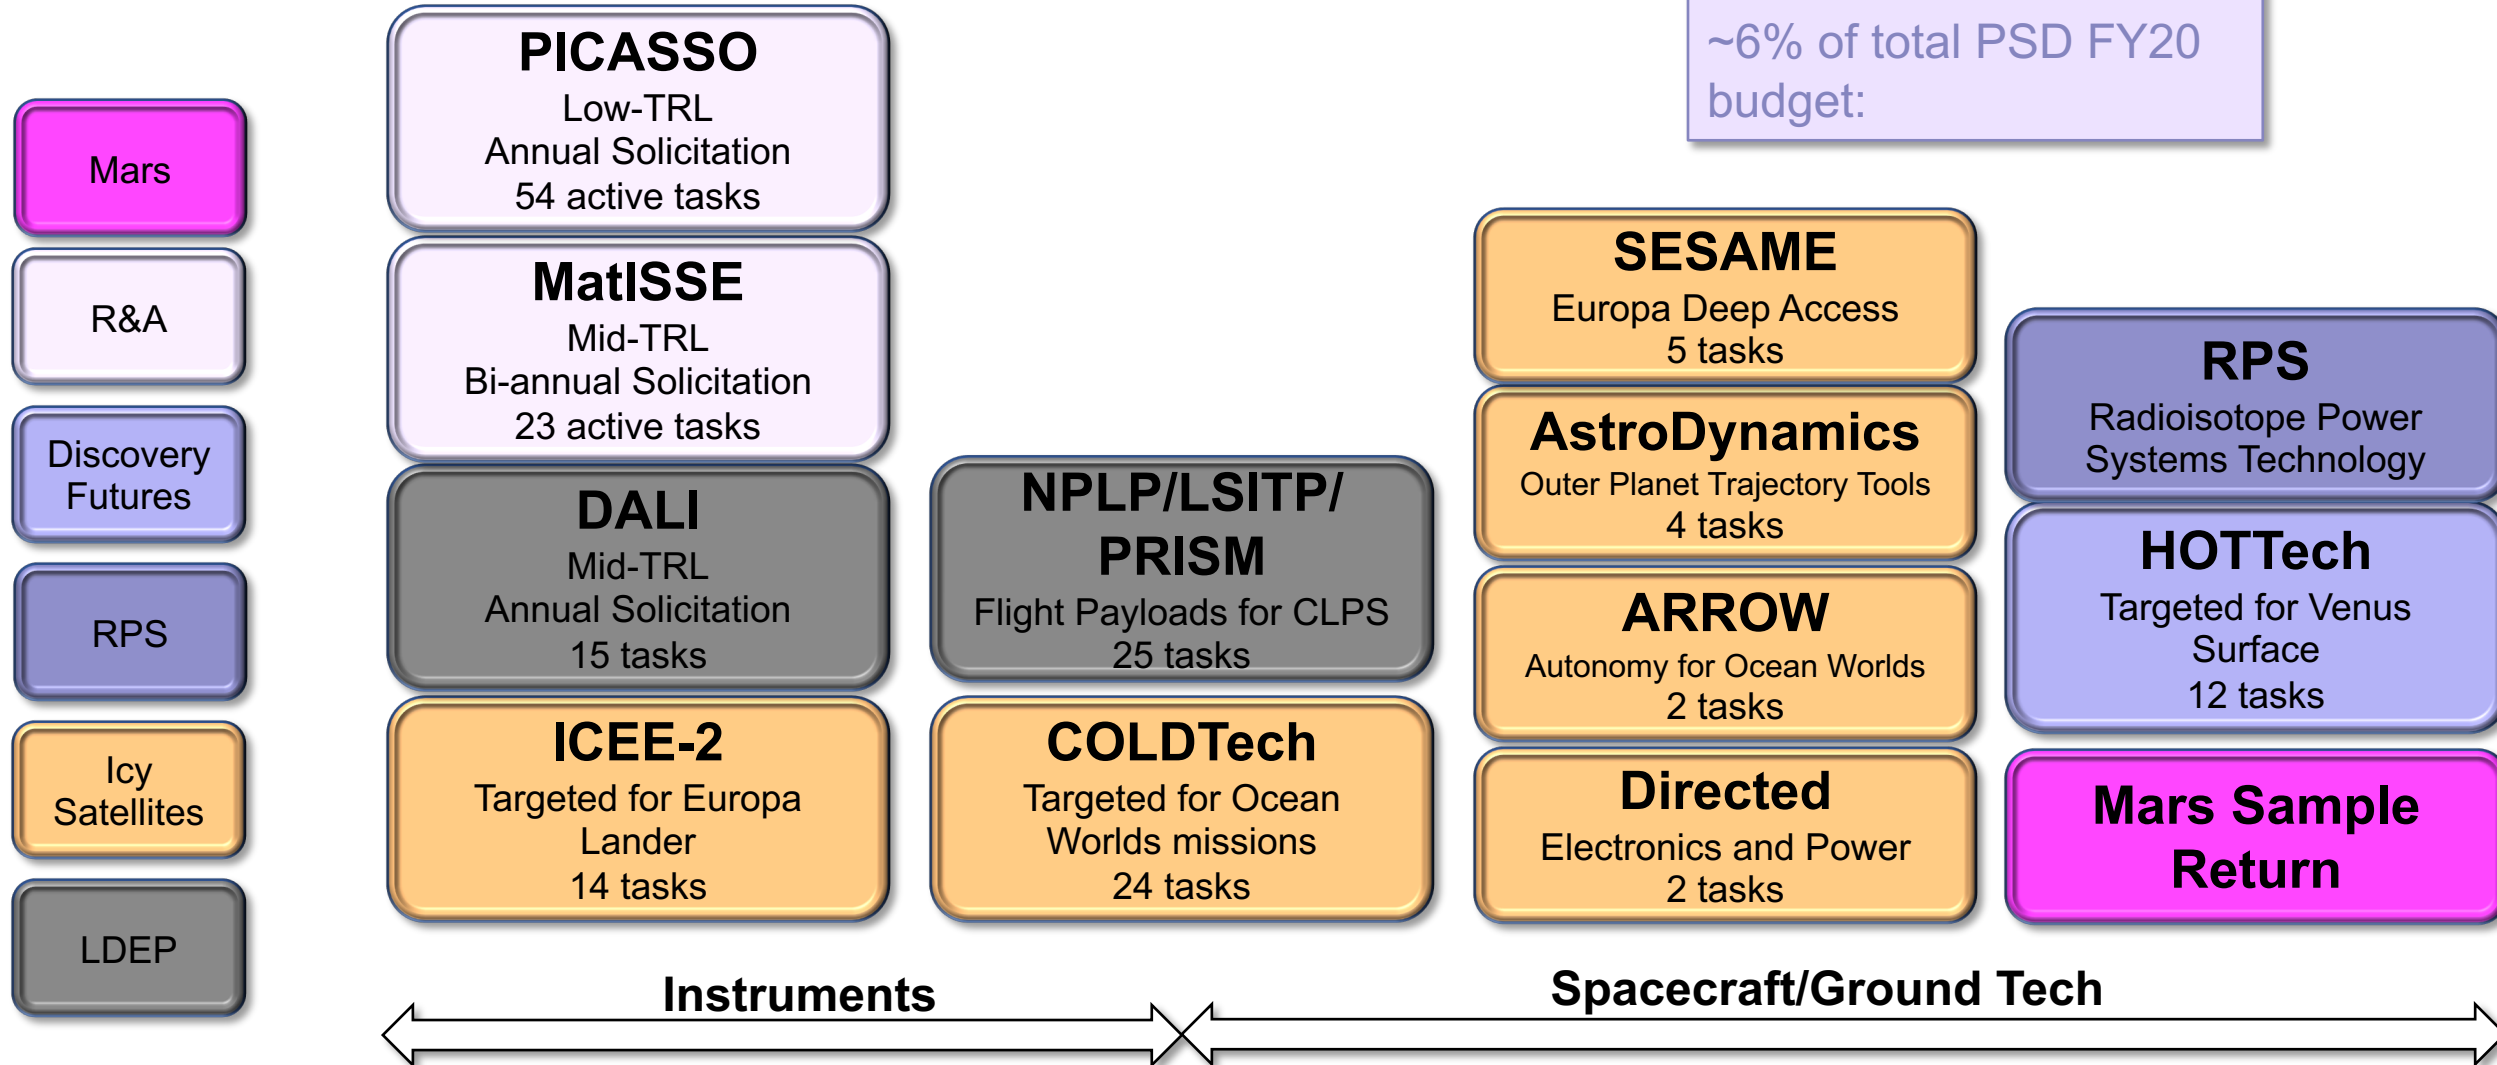 ~6% of total PSD FY20
budget:
Mars
R&A
Discovery
Futures
RPS
Icy
Satellites
LDEP
PICASSO
Low-TRL
Annual Solicitation
54 active tasks
MatISSE
Mid-TRL
Bi-annual Solicitation
23 active tasks
DALI
Mid-TRL
Annual Solicitation
15 tasks
ICEE-2
Targeted for Europa
Lander
14 tasks
NPLP/LSITP/
PRISM
Flight Payloads for CLPS
25 tasks
COLDTech
Targeted for Ocean
Worlds missions
24 tasks
SESAME
Europa Deep Access
5 tasks
AstroDynamics
Outer Planet Trajectory Tools
4 tasks
ARROW
Autonomy for Ocean Worlds
2 tasks
Directed
Electronics and Power
2 tasks
RPS
Radioisotope Power
Systems Technology
HOTTech
Targeted for Venus
Surface
12 tasks
Mars Sample
Return
Instruments
Spacecraft/Ground Tech